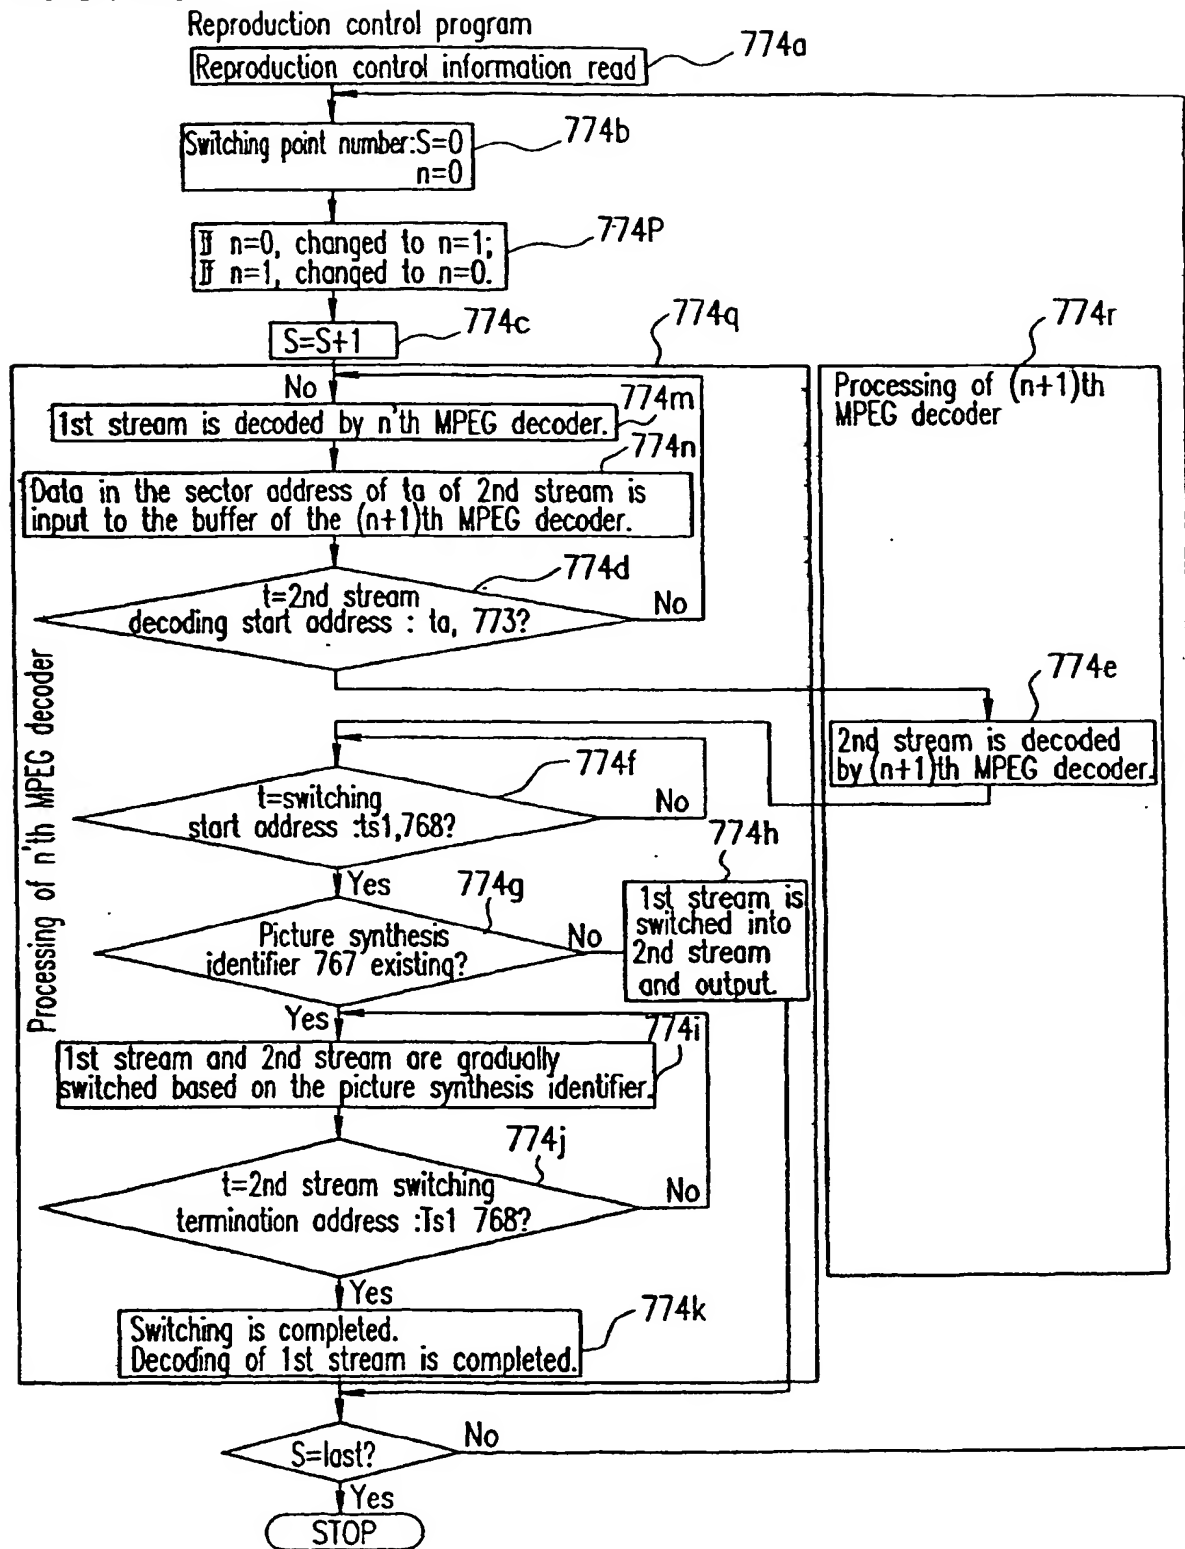 Reproduction control program
774a
Reproduction control information read
774b
Switching point number:S=0
n=0
774P
If n=0, changed to n=1;
If n=1, changed to n=0.
774c
S=S+1
774q
774r
Processing of (n+1)th
MPEG decoder
No
774m
1st stream is decoded by n'th MPEG decoder.
774n
Data in the sector address of ta of 2nd stream is
input to the buffer of the (n+1)th MPEG decoder.
774d
t=2nd stream
decoding start address : ta, 773?
No
Processing of n'th MPEG decoder
774e
2nd stream is decoded
by (n+1)th MPEG decoder.
774f
t=switching
start address :ts1,768?
No
Yes
774g
Picture synthesis
identifier 767 existing?
No
774h
1st stream is
switched into
2nd stream
and output.
Yes
774i
1st stream and 2nd stream are gradually
switched based on the picture synthesis identifier.
774j
t=2nd stream switching
termination address :Ts1 768?
No
Yes
774k
Switching is completed.
Decoding of 1st stream is completed.
S=last?
No
Yes
STOP